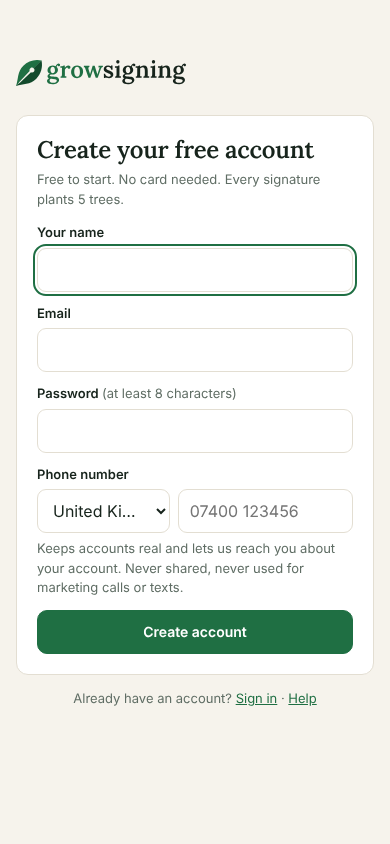 growsigning
Create your free account
Free to start. No card needed. Every signature
plants 5 trees.
Your name
Email
Password (at least 8 characters)
Phone number
United Ki... 07400 123456
Keeps accounts real and lets us reach you about
your account. Never shared, never used for
marketing calls or texts.
Create account
Already have an account? Sign in · Help